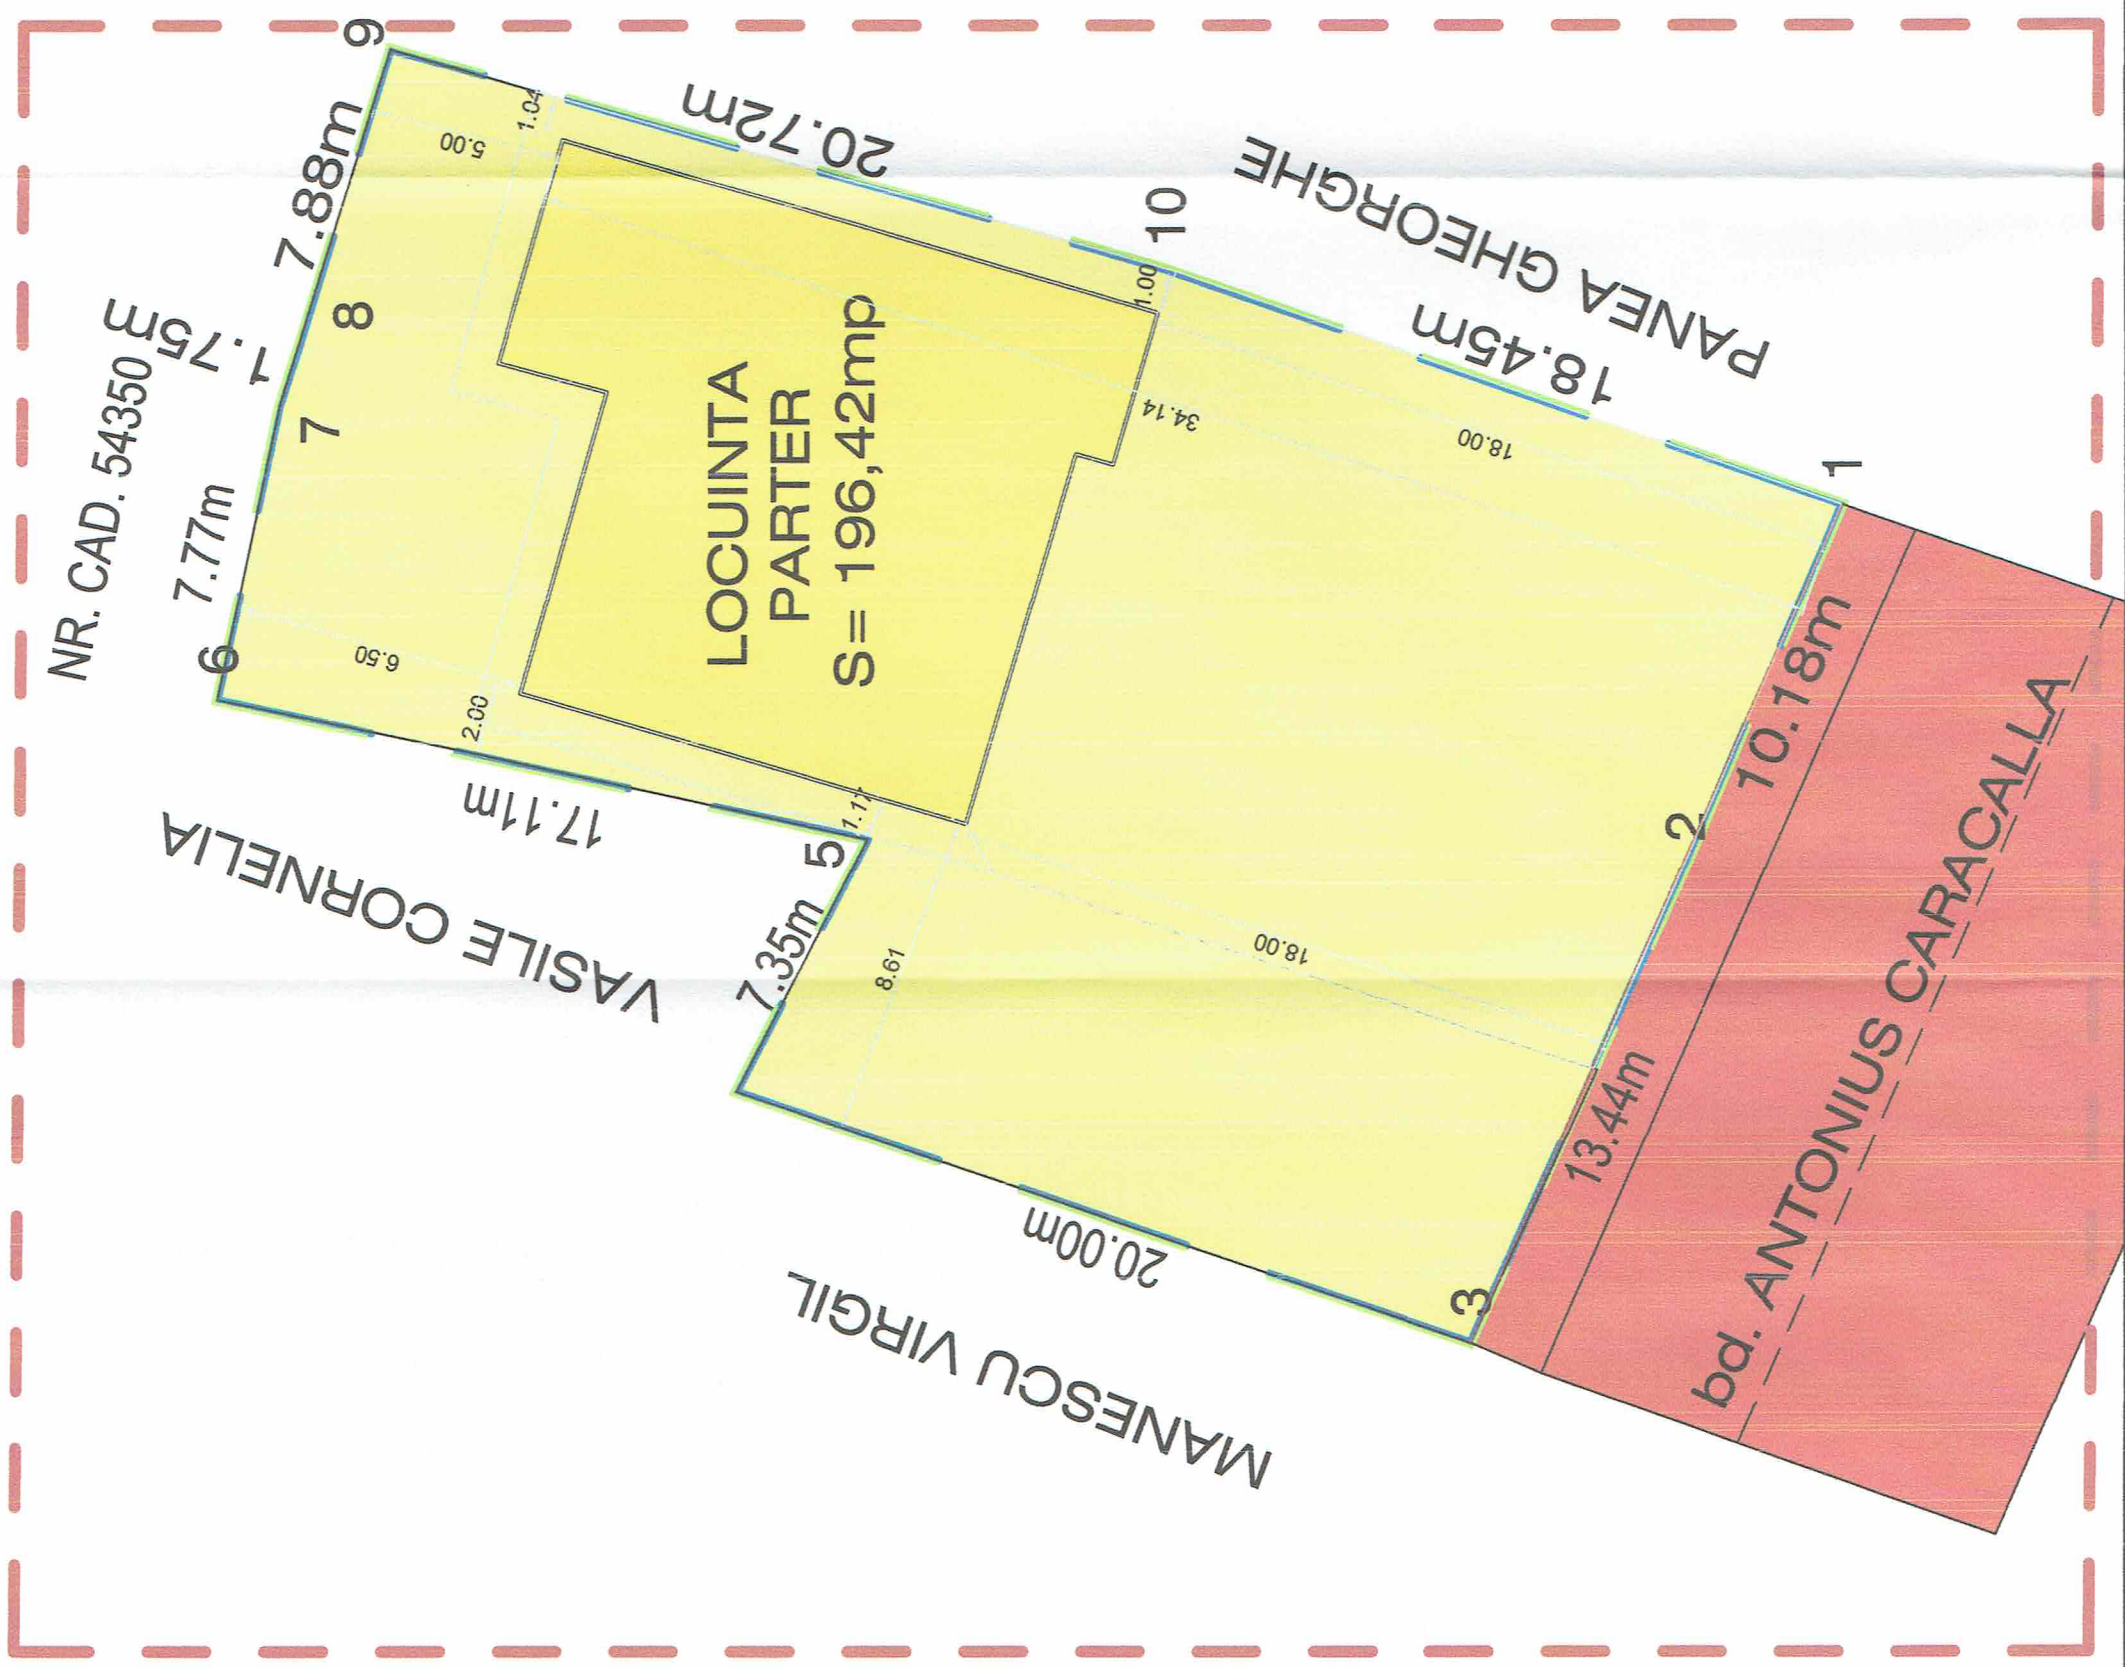 9
7.88m
1.04
5.00
20.72m
8
1.75m
NR. CAD. 54350
7
7.77m
6
6.50
2.00
17.11m
VASILE CORNELIA
LOCUINTA
PARTER
S= 196,42mp
10
1.00
PANEA GHEORGHE
18.45m
34.14
18.00
1
1.17
5
7.35m
8.61
18.00
2
10.18m
13.44m
3
20.00m
MANESCU VIRGIL
bd. ANTONIUS CARACALLA